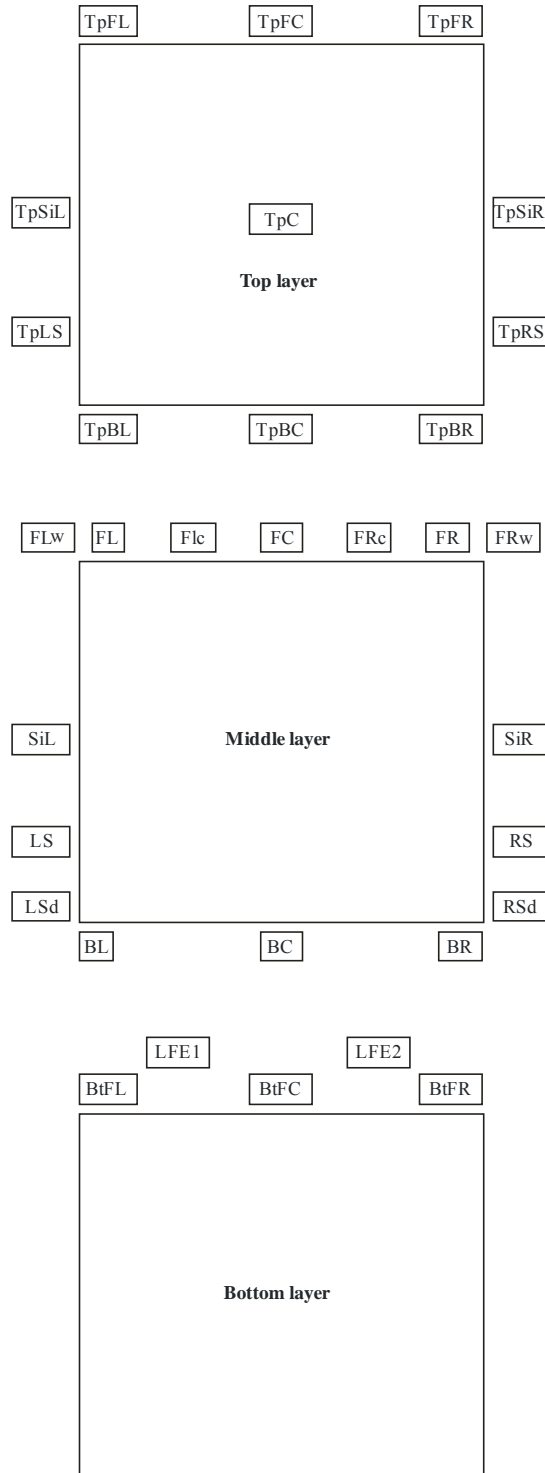 TpFL TpFC TpFR
TpSiL TpC TpSiR
Top layer
TpLS TpRS
TpBL TpBC TpBR
FLw FL Flc FC FRc FR FRw
SiL Middle layer SiR
LS RS
LSd RSd
BL BC BR
LFE1 LFE2
BtFL BtFC BtFR
Bottom layer